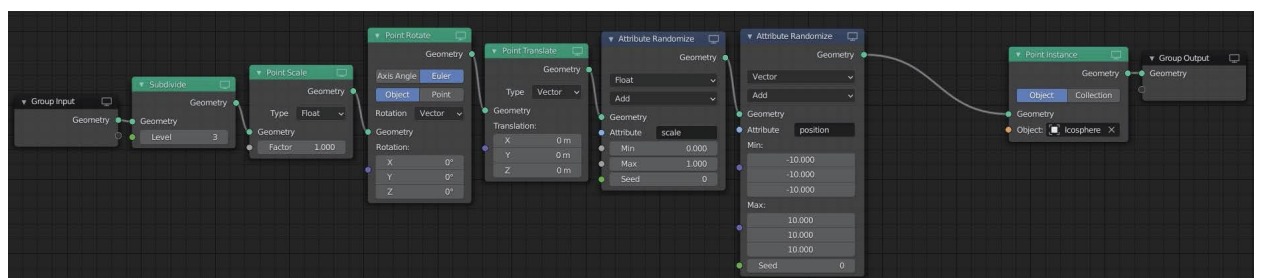 Group Input
Geometry
Subdivide
Geometry
Geometry
Level 3
Point Scale
Geometry
Type Float
Geometry
Factor 1.000
Point Rotate
Geometry
Axis Angle Euler
Object Point
Rotation Vector
Geometry
Rotation:
X 0°
Y 0°
Z 0°
Point Translate
Geometry
Type Vector
Geometry
Translation:
X 0 m
Y 0 m
Z 0 m
Attribute Randomize
Geometry
Float
Add
Geometry
Attribute scale
Min 0.000
Max 1.000
Seed 0
Attribute Randomize
Geometry
Vector
Add
Geometry
Attribute position
Min:
-10.000
-10.000
-10.000
Max:
10.000
10.000
10.000
Seed 0
Point Instance
Geometry
Object Collection
Geometry
Object: Icosphere
Group Output
Geometry